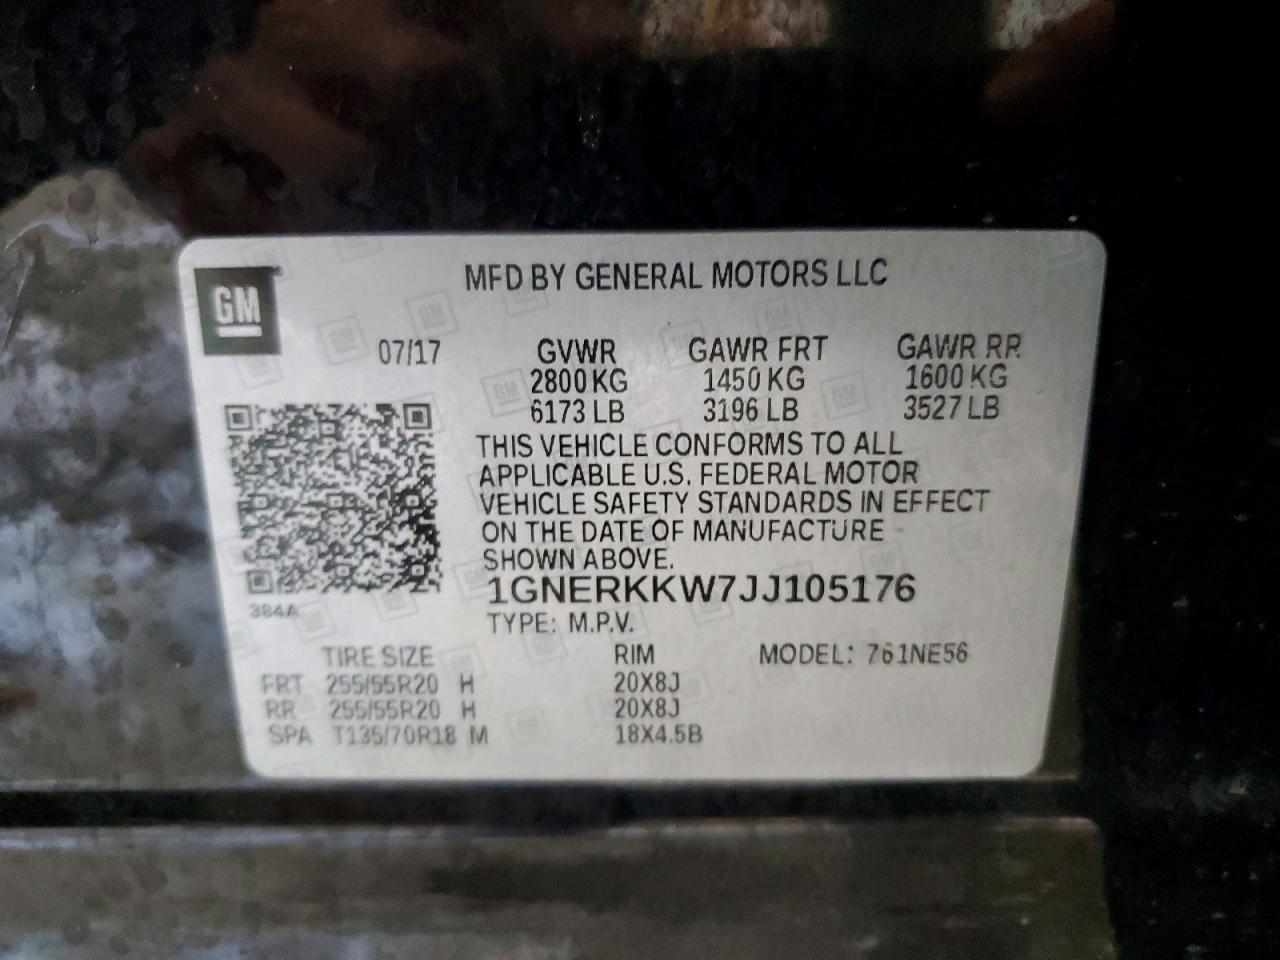 GM
MFD BY GENERAL MOTORS LLC
07/17 GVWR GAWR FRT GAWR RR
2800 KG 1450 KG 1600 KG
6173 LB 3196 LB 3527 LB
THIS VEHICLE CONFORMS TO ALL
APPLICABLE U.S. FEDERAL MOTOR
VEHICLE SAFETY STANDARDS IN EFFECT
ON THE DATE OF MANUFACTURE
SHOWN ABOVE.
1GNERKKW7JJ105176
384A
TYPE: M.P.V.
TIRE SIZE RIM MODEL: 761NE56
FRT 255/55R20 H 20X8J
RR 255/55R20 H 20X8J
SPA T135/70R18 M 18X4.5B